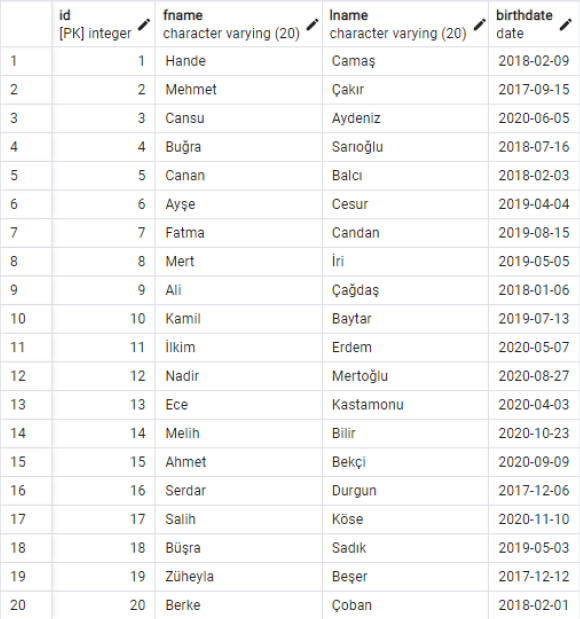 id fname lname birthdate
[PK] integer character varying (20) character varying (20) date
1 1 Hande Camaş 2018-02-09
2 2 Mehmet Çakır 2017-09-15
3 3 Cansu Aydeniz 2020-06-05
4 4 Buğra Sarıoğlu 2018-07-16
5 5 Canan Balcı 2018-02-03
6 6 Ayşe Cesur 2019-04-04
7 7 Fatma Candan 2019-08-15
8 8 Mert İri 2019-05-05
9 9 Ali Çağdaş 2018-01-06
10 10 Kamil Baytar 2019-07-13
11 11 İlkim Erdem 2020-05-07
12 12 Nadir Mertoğlu 2020-08-27
13 13 Ece Kastamonu 2020-04-03
14 14 Melih Bilir 2020-10-23
15 15 Ahmet Bekçi 2020-09-09
16 16 Serdar Durgun 2017-12-06
17 17 Salih Köse 2020-11-10
18 18 Büşra Sadık 2019-05-03
19 19 Züheyla Beşer 2017-12-12
20 20 Berke Çoban 2018-02-01